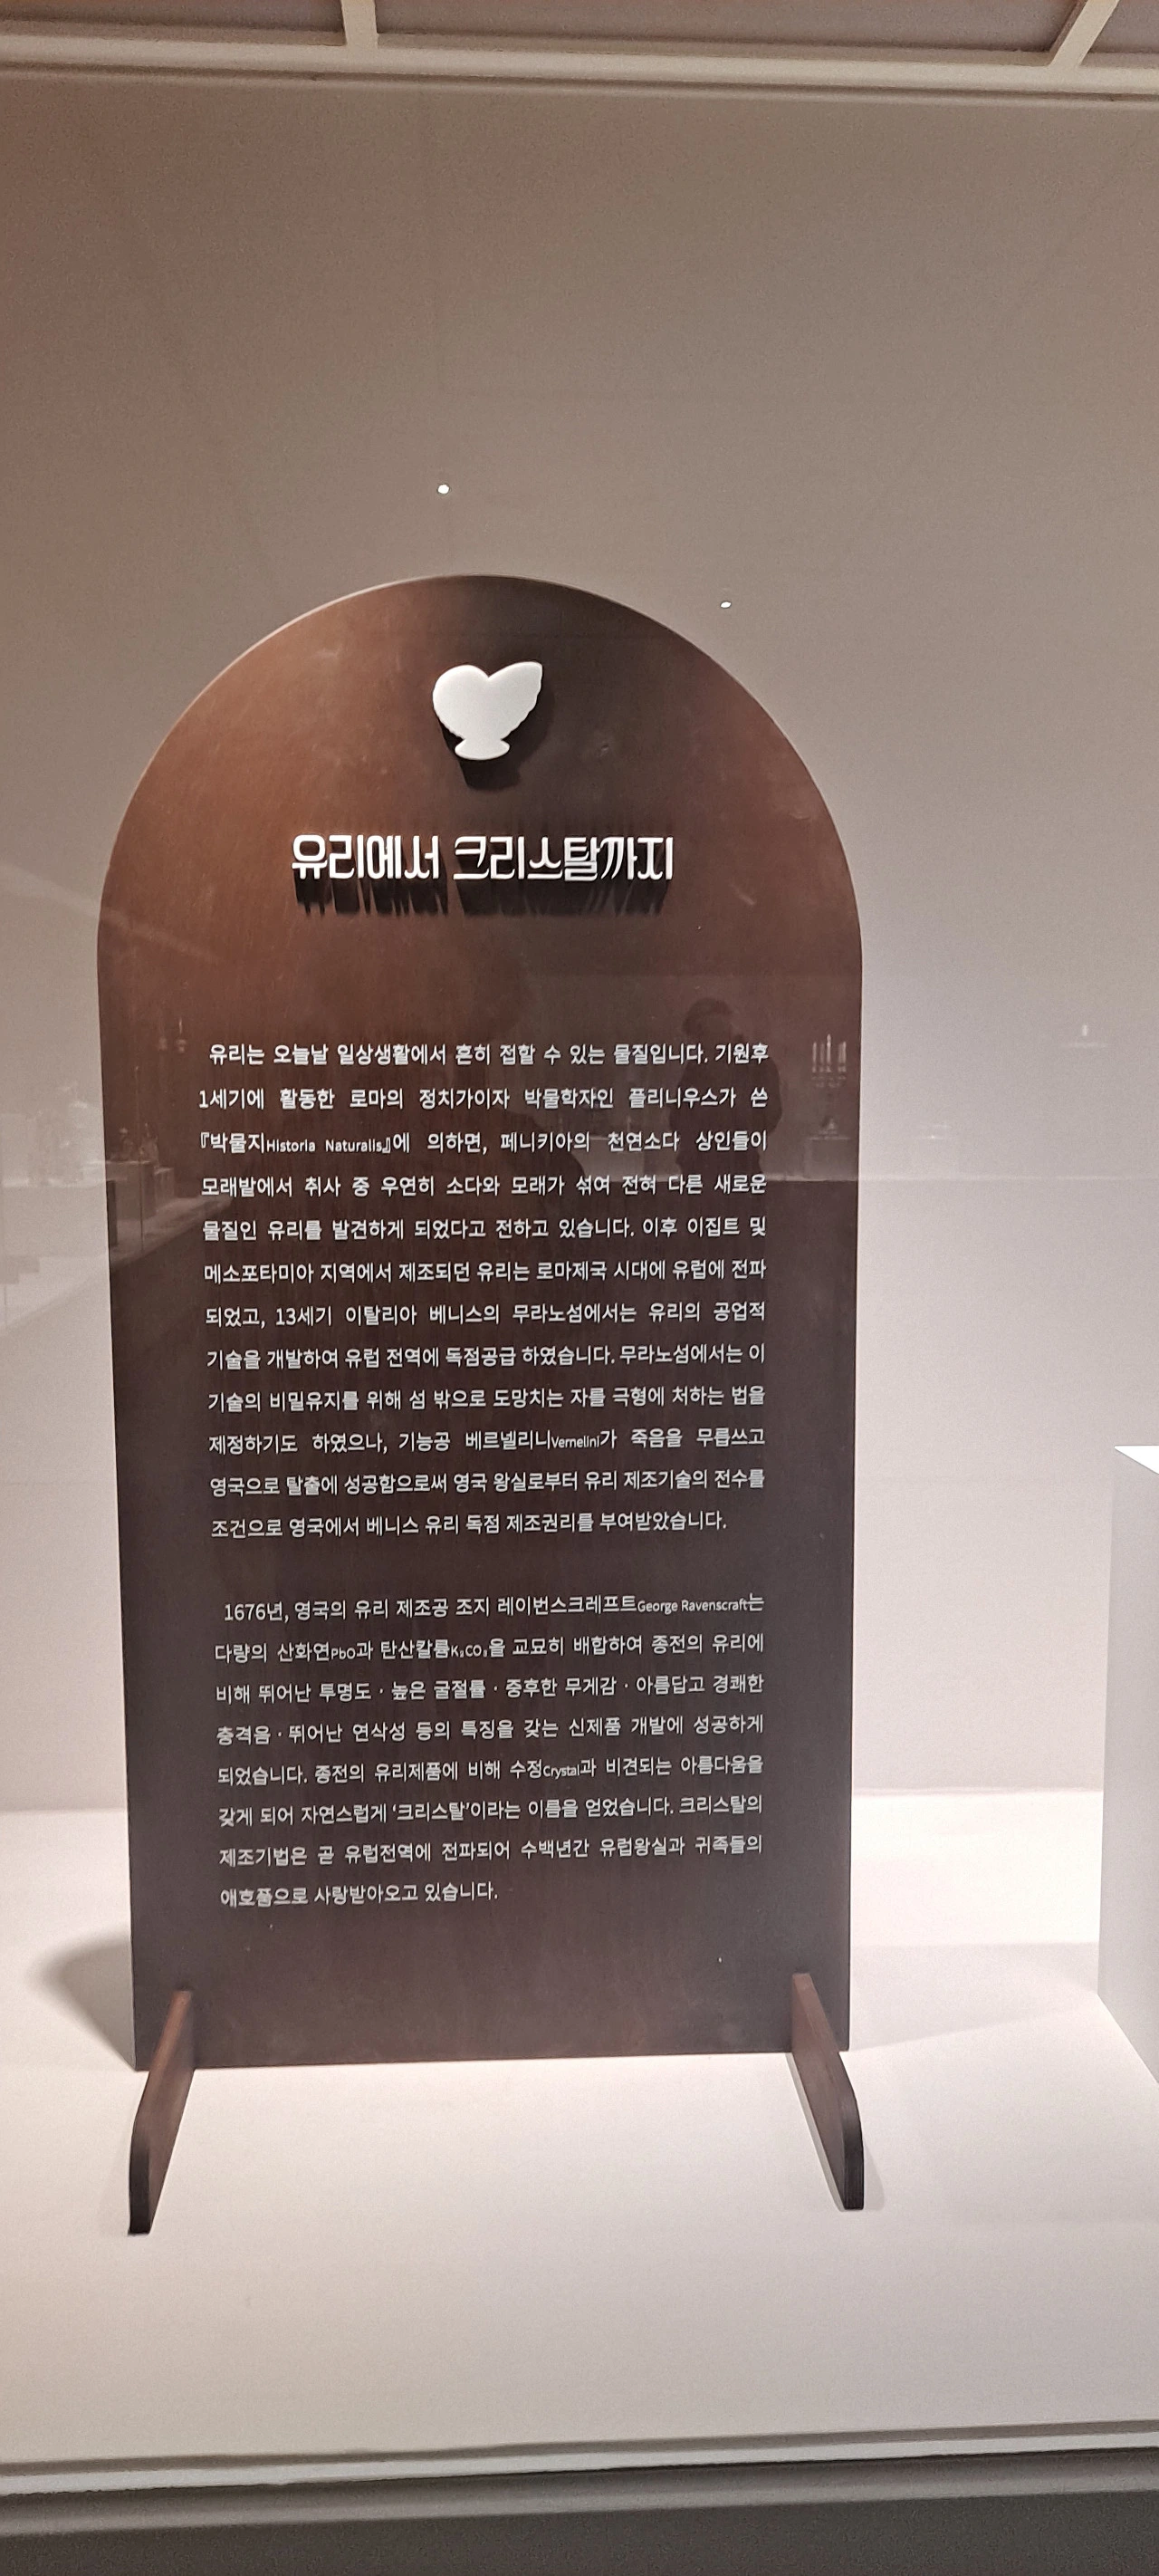 유리에서 크리스탈까지
유리는 오늘날 일상생활에서 흔히 접할 수 있는 물질입니다. 기원후
1세기에 활동한 로마의 정치가이자 박물학자인 플리니우스가 쓴
『박물지Historia Naturalis』에 의하면, 페니키아의 천연소다 상인들이
모래밭에서 취사 중 우연히 소다와 모래가 섞여 전혀 다른 새로운
물질인 유리를 발견하게 되었다고 전하고 있습니다. 이후 이집트 및
메소포타미아 지역에서 제조되던 유리는 로마제국 시대에 유럽에 전파
되었고, 13세기 이탈리아 베니스의 무라노섬에서는 유리의 공업적
기술을 개발하여 유럽 전역에 독점공급 하였습니다. 무라노섬에서는 이
기술의 비밀유지를 위해 섬 밖으로 도망치는 자를 극형에 처하는 법을
제정하기도 하였으나, 기능공 베르넬리니Vernelini가 죽음을 무릅쓰고
영국으로 탈출에 성공함으로써 영국 왕실로부터 유리 제조기술의 전수를
조건으로 영국에서 베니스 유리 독점 제조권리를 부여받았습니다.
1676년, 영국의 유리 제조공 조지 레이번스크레프트George Ravenscraft는
다량의 산화연PbO과 탄산칼륨K₂CO₃을 교묘히 배합하여 종전의 유리에
비해 뛰어난 투명도 · 높은 굴절률 · 중후한 무게감 · 아름답고 경쾌한
충격음 · 뛰어난 연삭성 등의 특징을 갖는 신제품 개발에 성공하게
되었습니다. 종전의 유리제품에 비해 수정Crystal과 비견되는 아름다움을
갖게 되어 자연스럽게 ‘크리스탈’이라는 이름을 얻었습니다. 크리스탈의
제조기법은 곧 유럽전역에 전파되어 수백년간 유럽왕실과 귀족들의
애호품으로 사랑받아오고 있습니다.